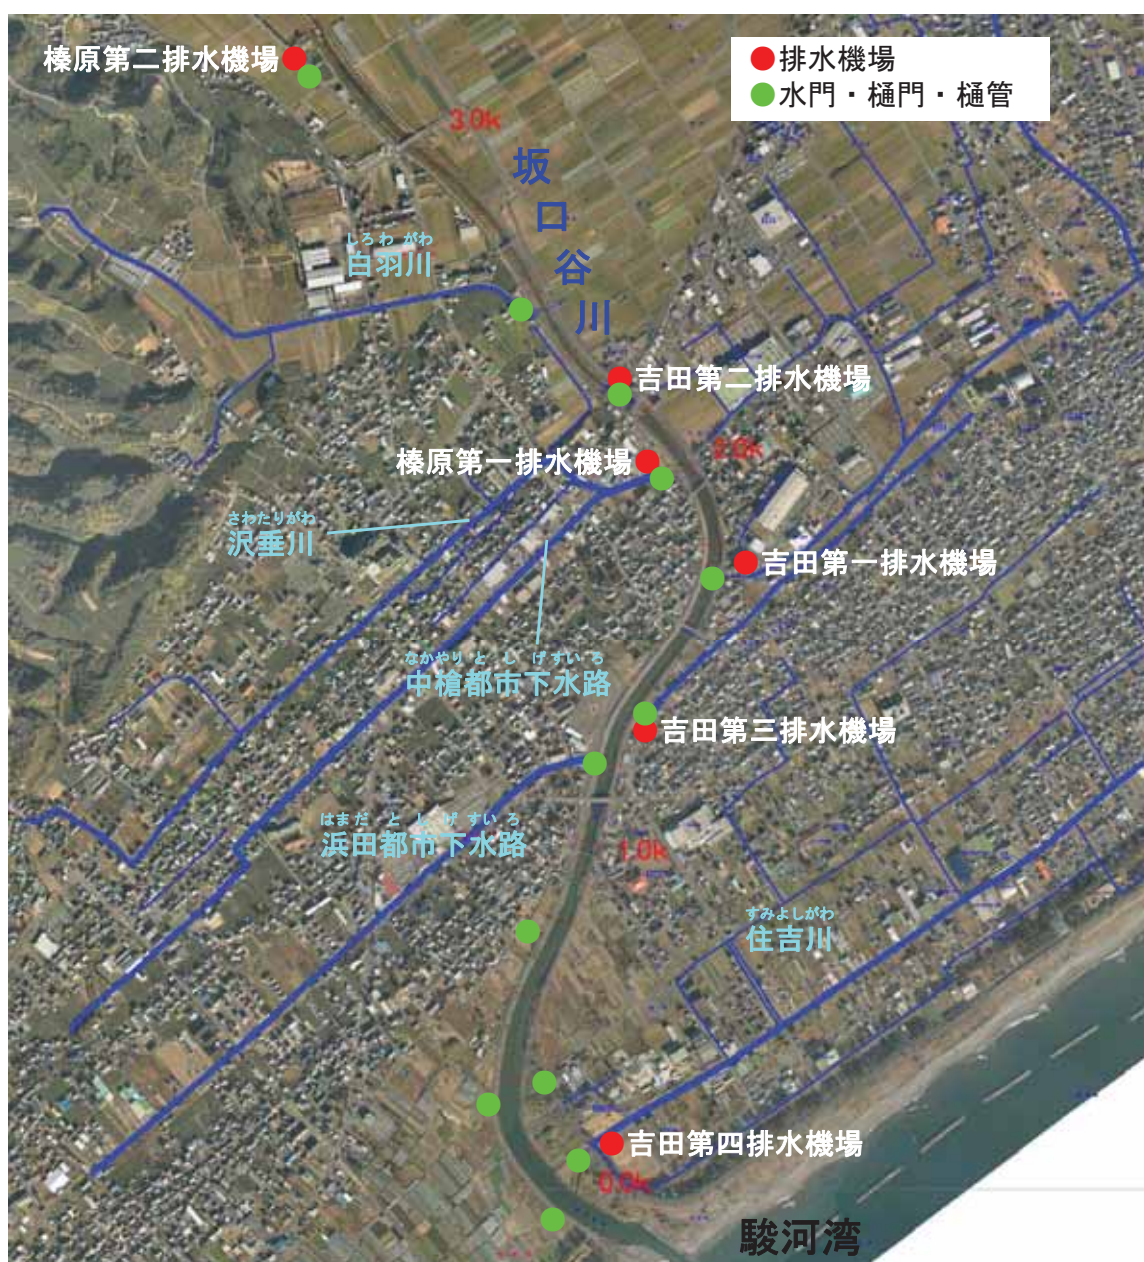 榛原第二排水機場
排水機場
水門・樋門・樋管
3.0k
坂口谷川
しろわ がわ
白羽川
吉田第二排水機場
2.0k
榛原第一排水機場
さわたりがわ
沢垂川
吉田第一排水機場
なかやり と し げすい ろ
中槍都市下水路
吉田第三排水機場
はまだ と し げ すい ろ
浜田都市下水路
1.0k
すみよしがわ
住吉川
吉田第四排水機場
0.0k
駿河湾